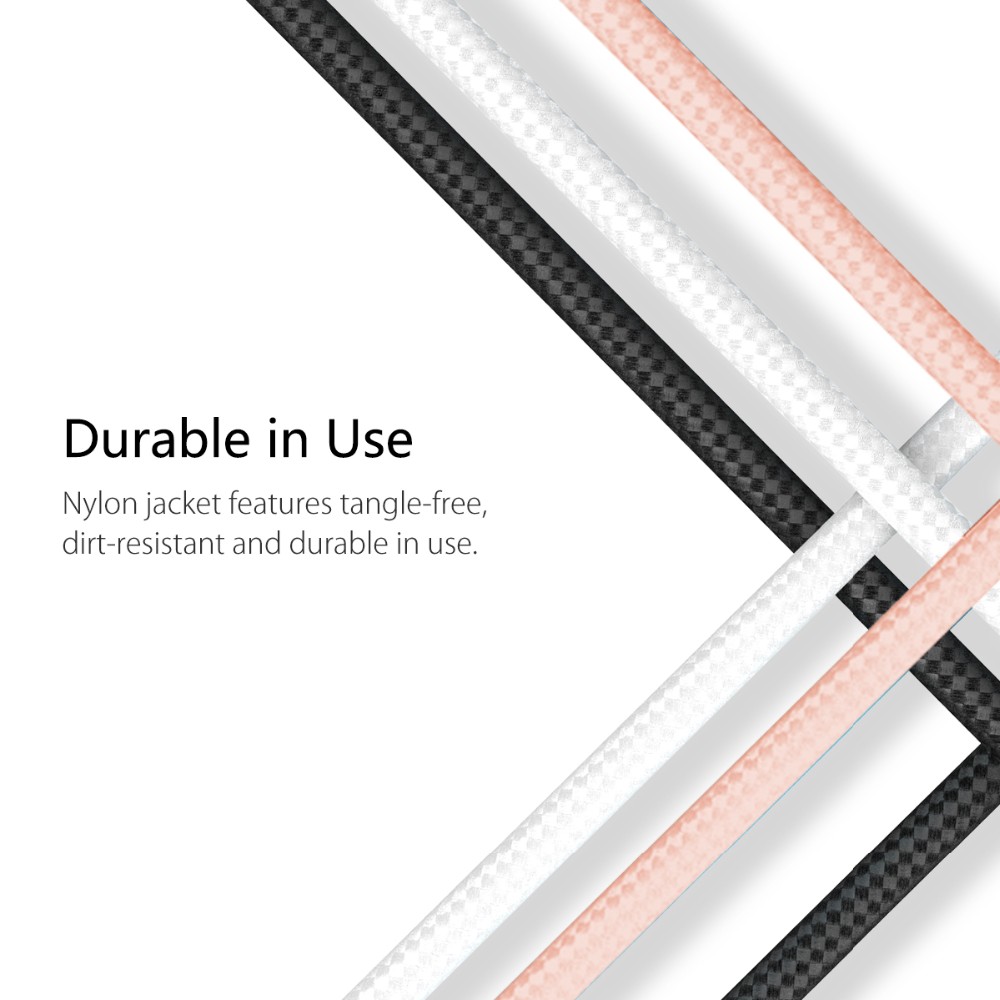 Durable in Use
Nylon jacket features tangle-free,
dirt-resistant and durable in use.